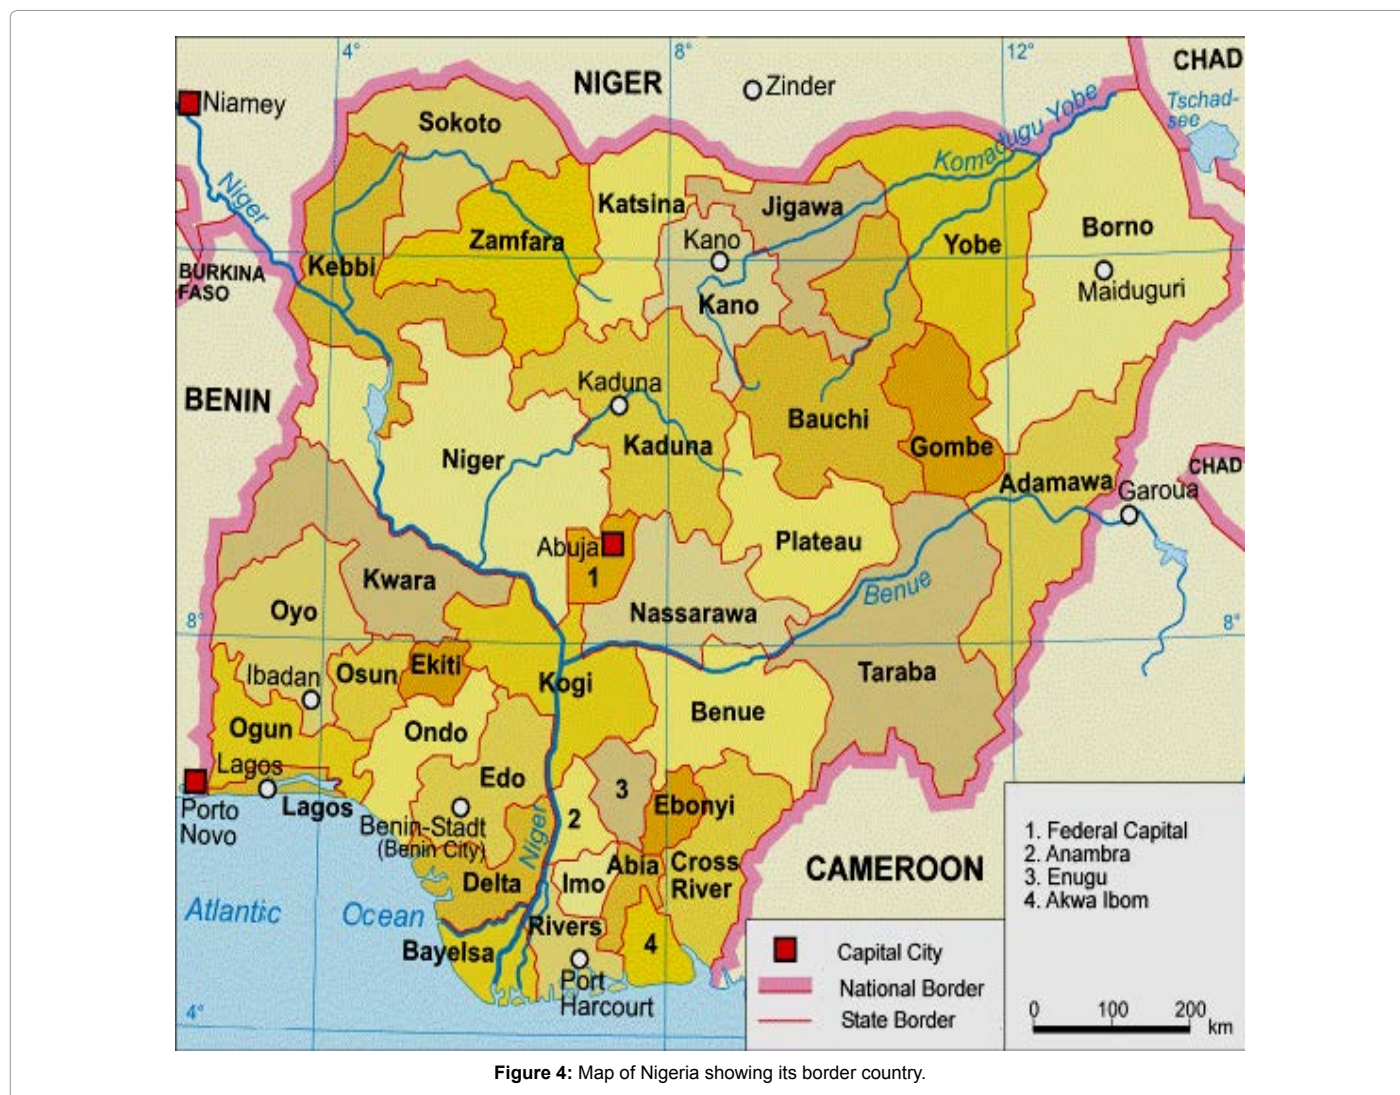 4°
8°
12°
CHAD
NIGER
Zinder
Niamey
Tschad-
see
Sokoto
Komadugu Yobe
Niger
Katsina
Jigawa
Borno
Zamfara
Kano
Yobe
Kebbi
BURKINA
FASO
Maiduguri
Kano
Kaduna
BENIN
Bauchi
Kaduna
Gombe
Niger
CHAD
Adamawa
Garoua
Abuja
Plateau
1
Kwara
Benue
Oyo
Nassarawa
8°
8°
Ekiti
Ibadan
Osun
Taraba
Kogi
Benue
Ogun
Ondo
Lagos
Edo
3
Ebonyi
Porto
Novo
Lagos
2
Benin-Stadt
(Benin City)
Niger
Abia
Cross
River
CAMEROON
Delta
Imo
Atlantic Ocean
Rivers
Bayelsa
4
Port
Harcourt
4°
1. Federal Capital
2. Anambra
3. Enugu
4. Akwa Ibom
Capital City
National Border
State Border
0 100 200
km
Figure 4: Map of Nigeria showing its border country.